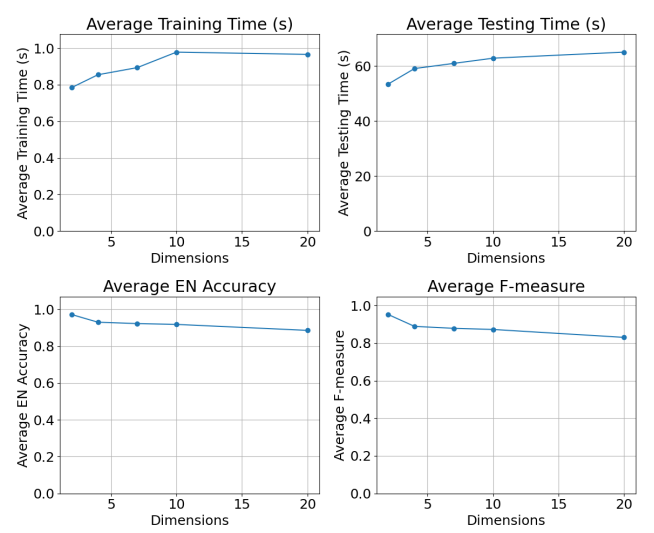 Average Training Time (s)
Average Training Time (s)
1.0
0.8
0.6
0.4
0.2
0.0
5 10 15 20
Dimensions
Average Testing Time (s)
Average Testing Time (s)
60
40
20
0
5 10 15 20
Dimensions
Average EN Accuracy
Average EN Accuracy
1.0
0.8
0.6
0.4
0.2
0.0
5 10 15 20
Dimensions
Average F-measure
Average F-measure
1.0
0.8
0.6
0.4
0.2
0.0
5 10 15 20
Dimensions